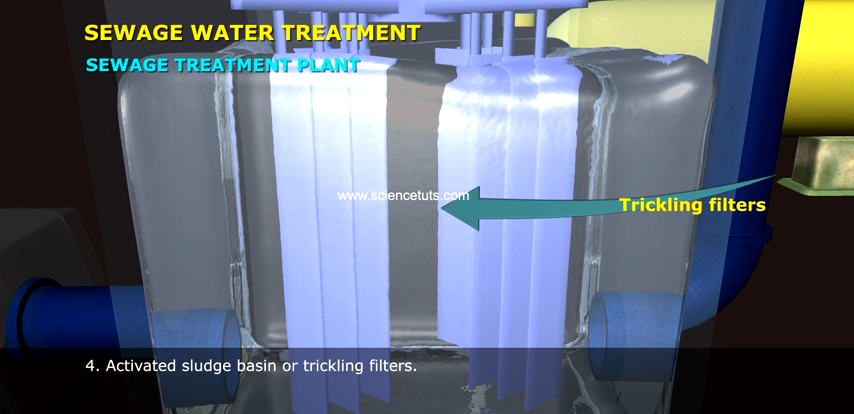 SEWAGE WATER TREATMENT
SEWAGE TREATMENT PLANT
www.sciencetuts.com
Trickling filters
4. Activated sludge basin or trickling filters.